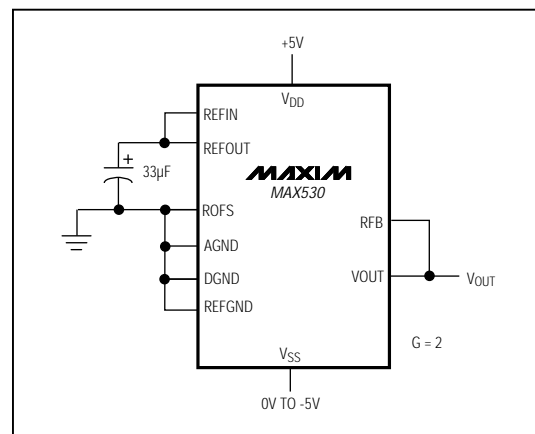 +5V
VDD
REFIN
REFOUT
+
33µF
MAXIM
MAX530
ROFS
RFB
AGND
DGND
VOUT
VOUT
REFGND
G = 2
VSS
0V TO -5V